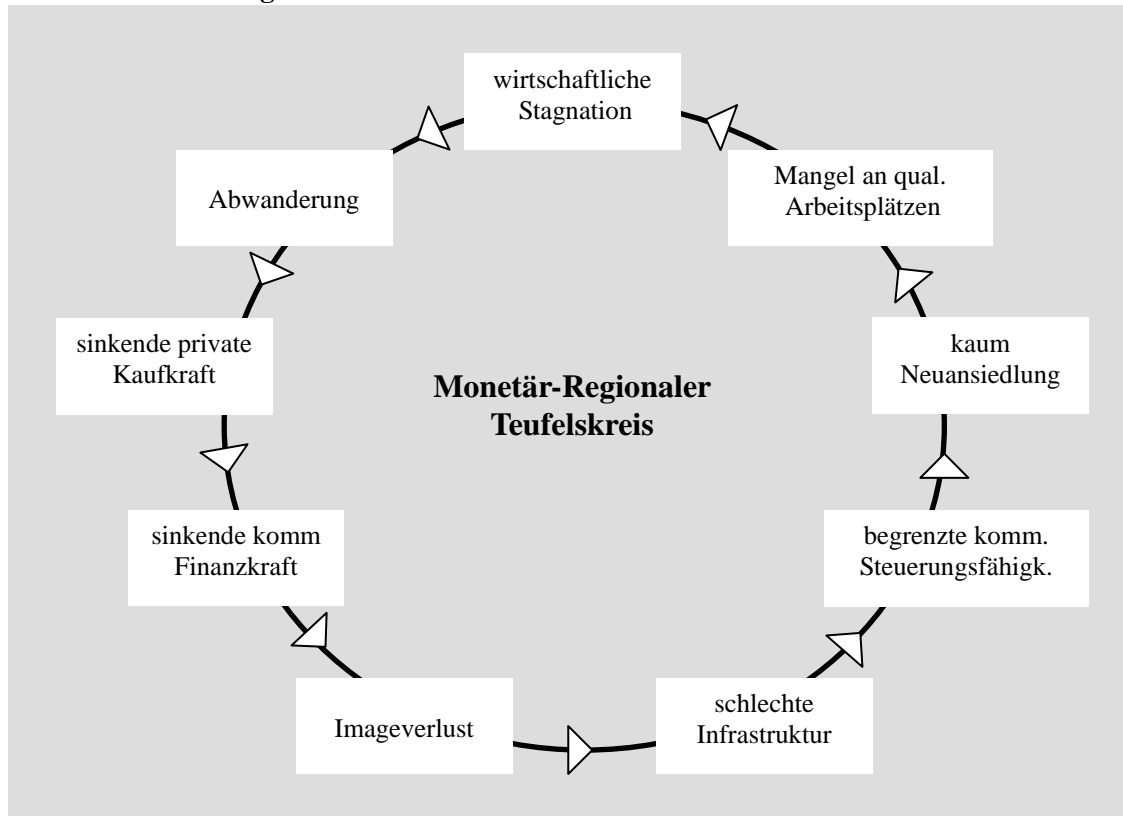 wirtschaftliche
Stagnation
Mangel an qual.
Arbeitsplätzen
Abwanderung
sinkende private
Kaufkraft
kaum
Neuansiedlung
Monetär-Regionaler
Teufelskreis
sinkende komm
Finanzkraft
begrenzte komm.
Steuerungsfähigk.
Imageverlust
schlechte
Infrastruktur